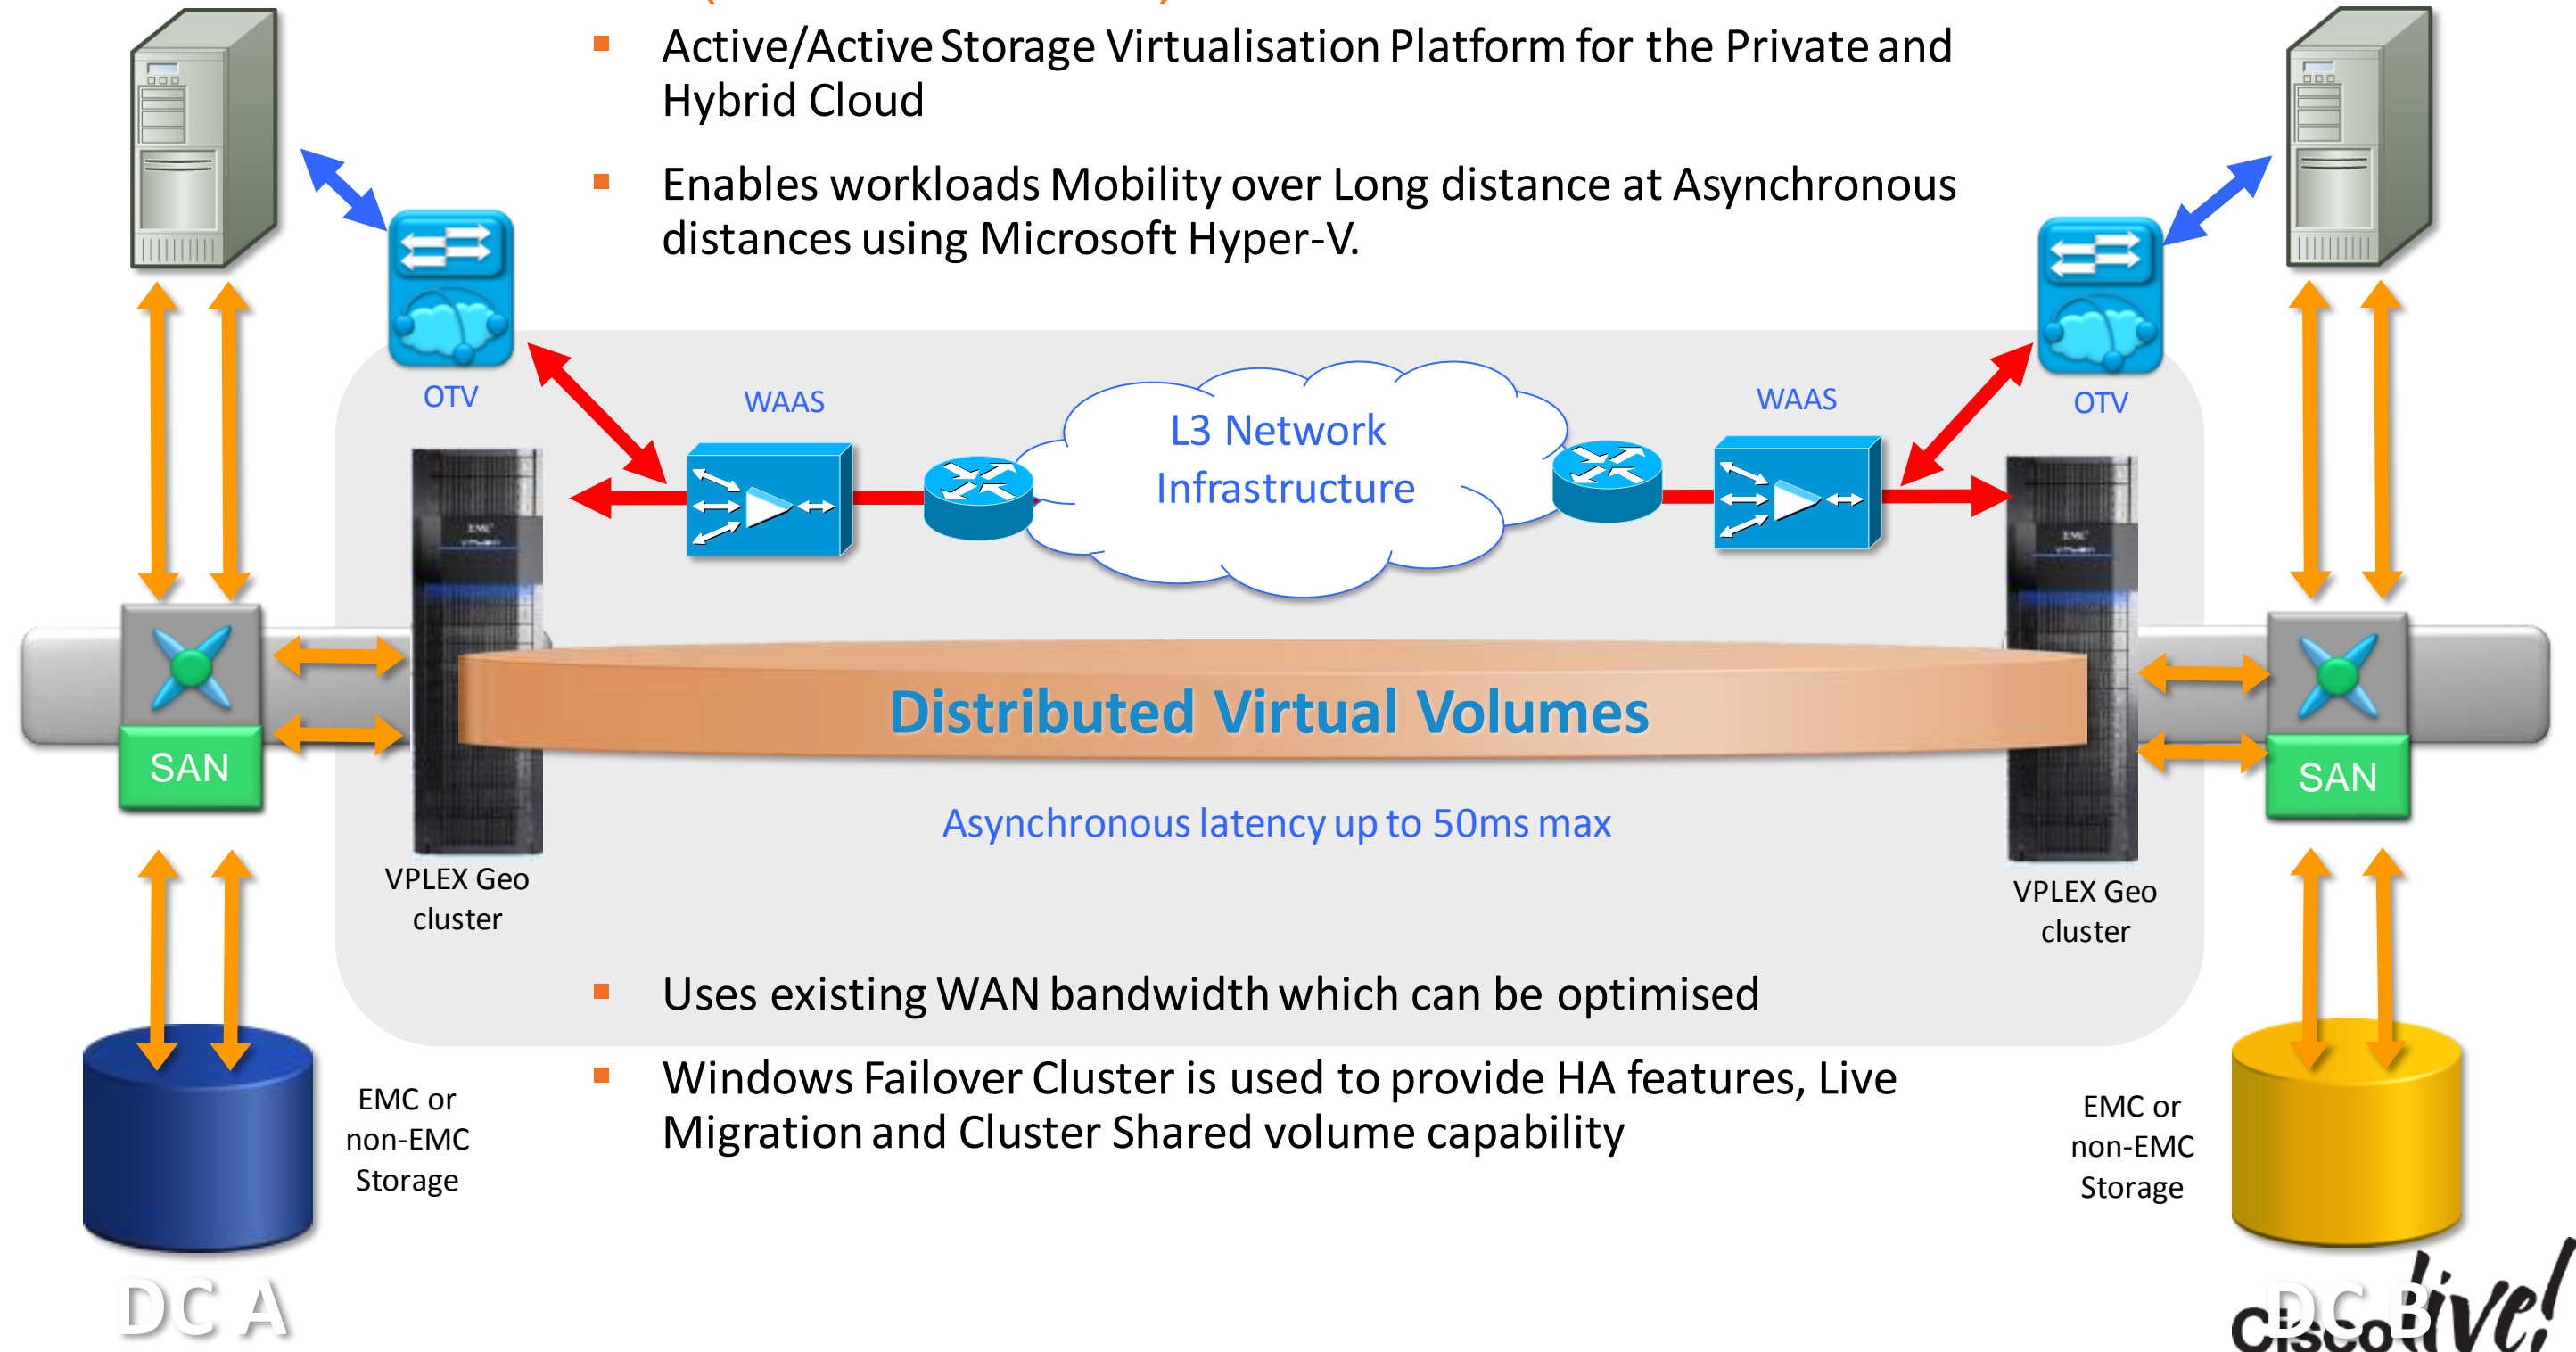 Active/Active Storage Virtualisation Platform for the Private and
Hybrid Cloud
Enables workloads Mobility over Long distance at Asynchronous
distances using Microsoft Hyper-V.
OTV
WAAS
L3 Network
Infrastructure
WAAS
OTV
EMC
EMC
SAN
Distributed Virtual Volumes
SAN
Asynchronous latency up to 50ms max
VPLEX Geo
cluster
VPLEX Geo
cluster
Uses existing WAN bandwidth which can be optimised
Windows Failover Cluster is used to provide HA features, Live
Migration and Cluster Shared volume capability
EMC or
non-EMC
Storage
EMC or
non-EMC
Storage
DC A
DC B
Cisco live!